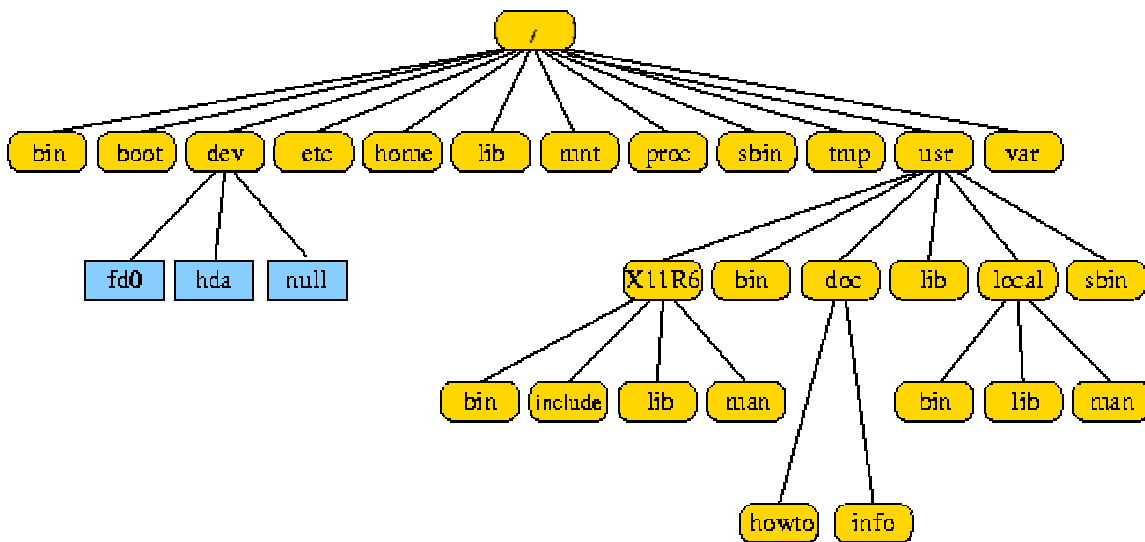 /
bin boot dev etc home lib mnt proc sbin tmp usr var
fd0 hda null X11R6 bin doc lib local sbin
bin include lib man bin lib man
howto info